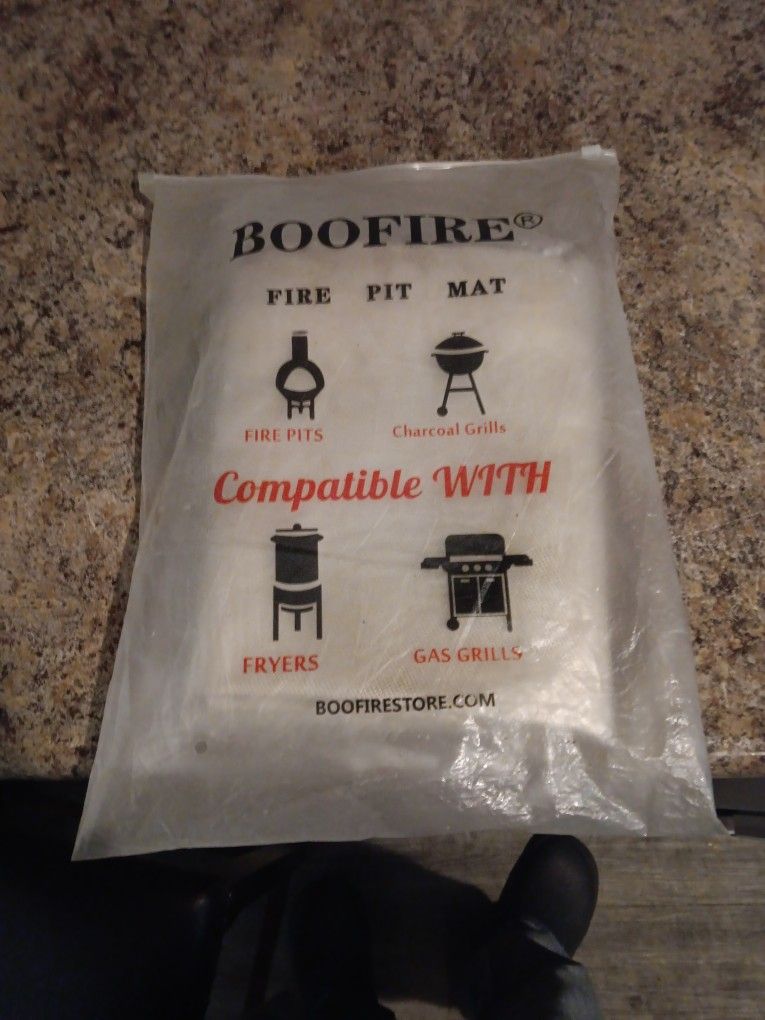 BOOFIRE®
FIRE PIT MAT
FIRE PITS
Charcoal Grills
Compatible WITH
FRYERS
GAS GRILLS
BOOFIRESTORE.COM